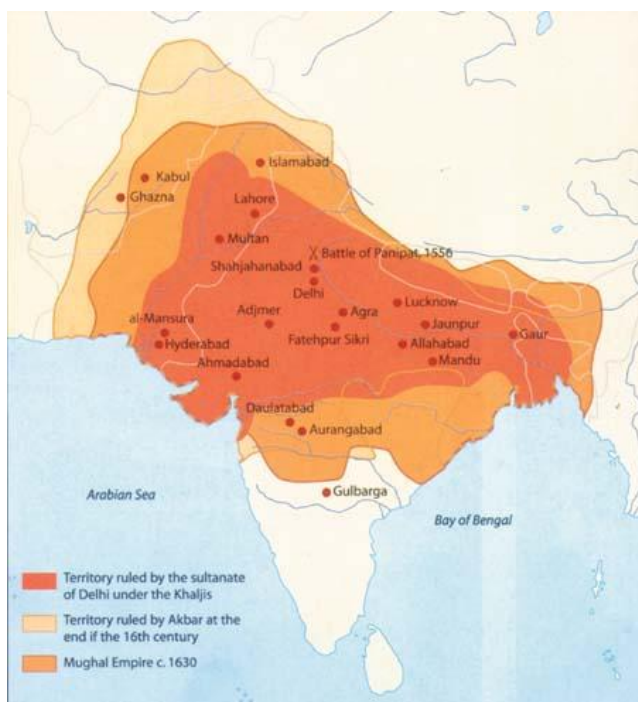 Islamabad
Kabul
Ghazna
Lahore
Multan
Battle of Panipat, 1556
Shahjahanabad
Delhi
Lucknow
al-Mansura
Adjmer
Agra
Jaunpur
Gaur
Hyderabad
Fatehpur Sikri
Allahabad
Ahmadabad
Mandu
Daulatabad
Aurangabad
Gulbarga
Arabian Sea
Bay of Bengal
Territory ruled by the sultanate
of Delhi under the Khaljis
Territory ruled by Akbar at the
end if the 16th century
Mughal Empire c. 1630